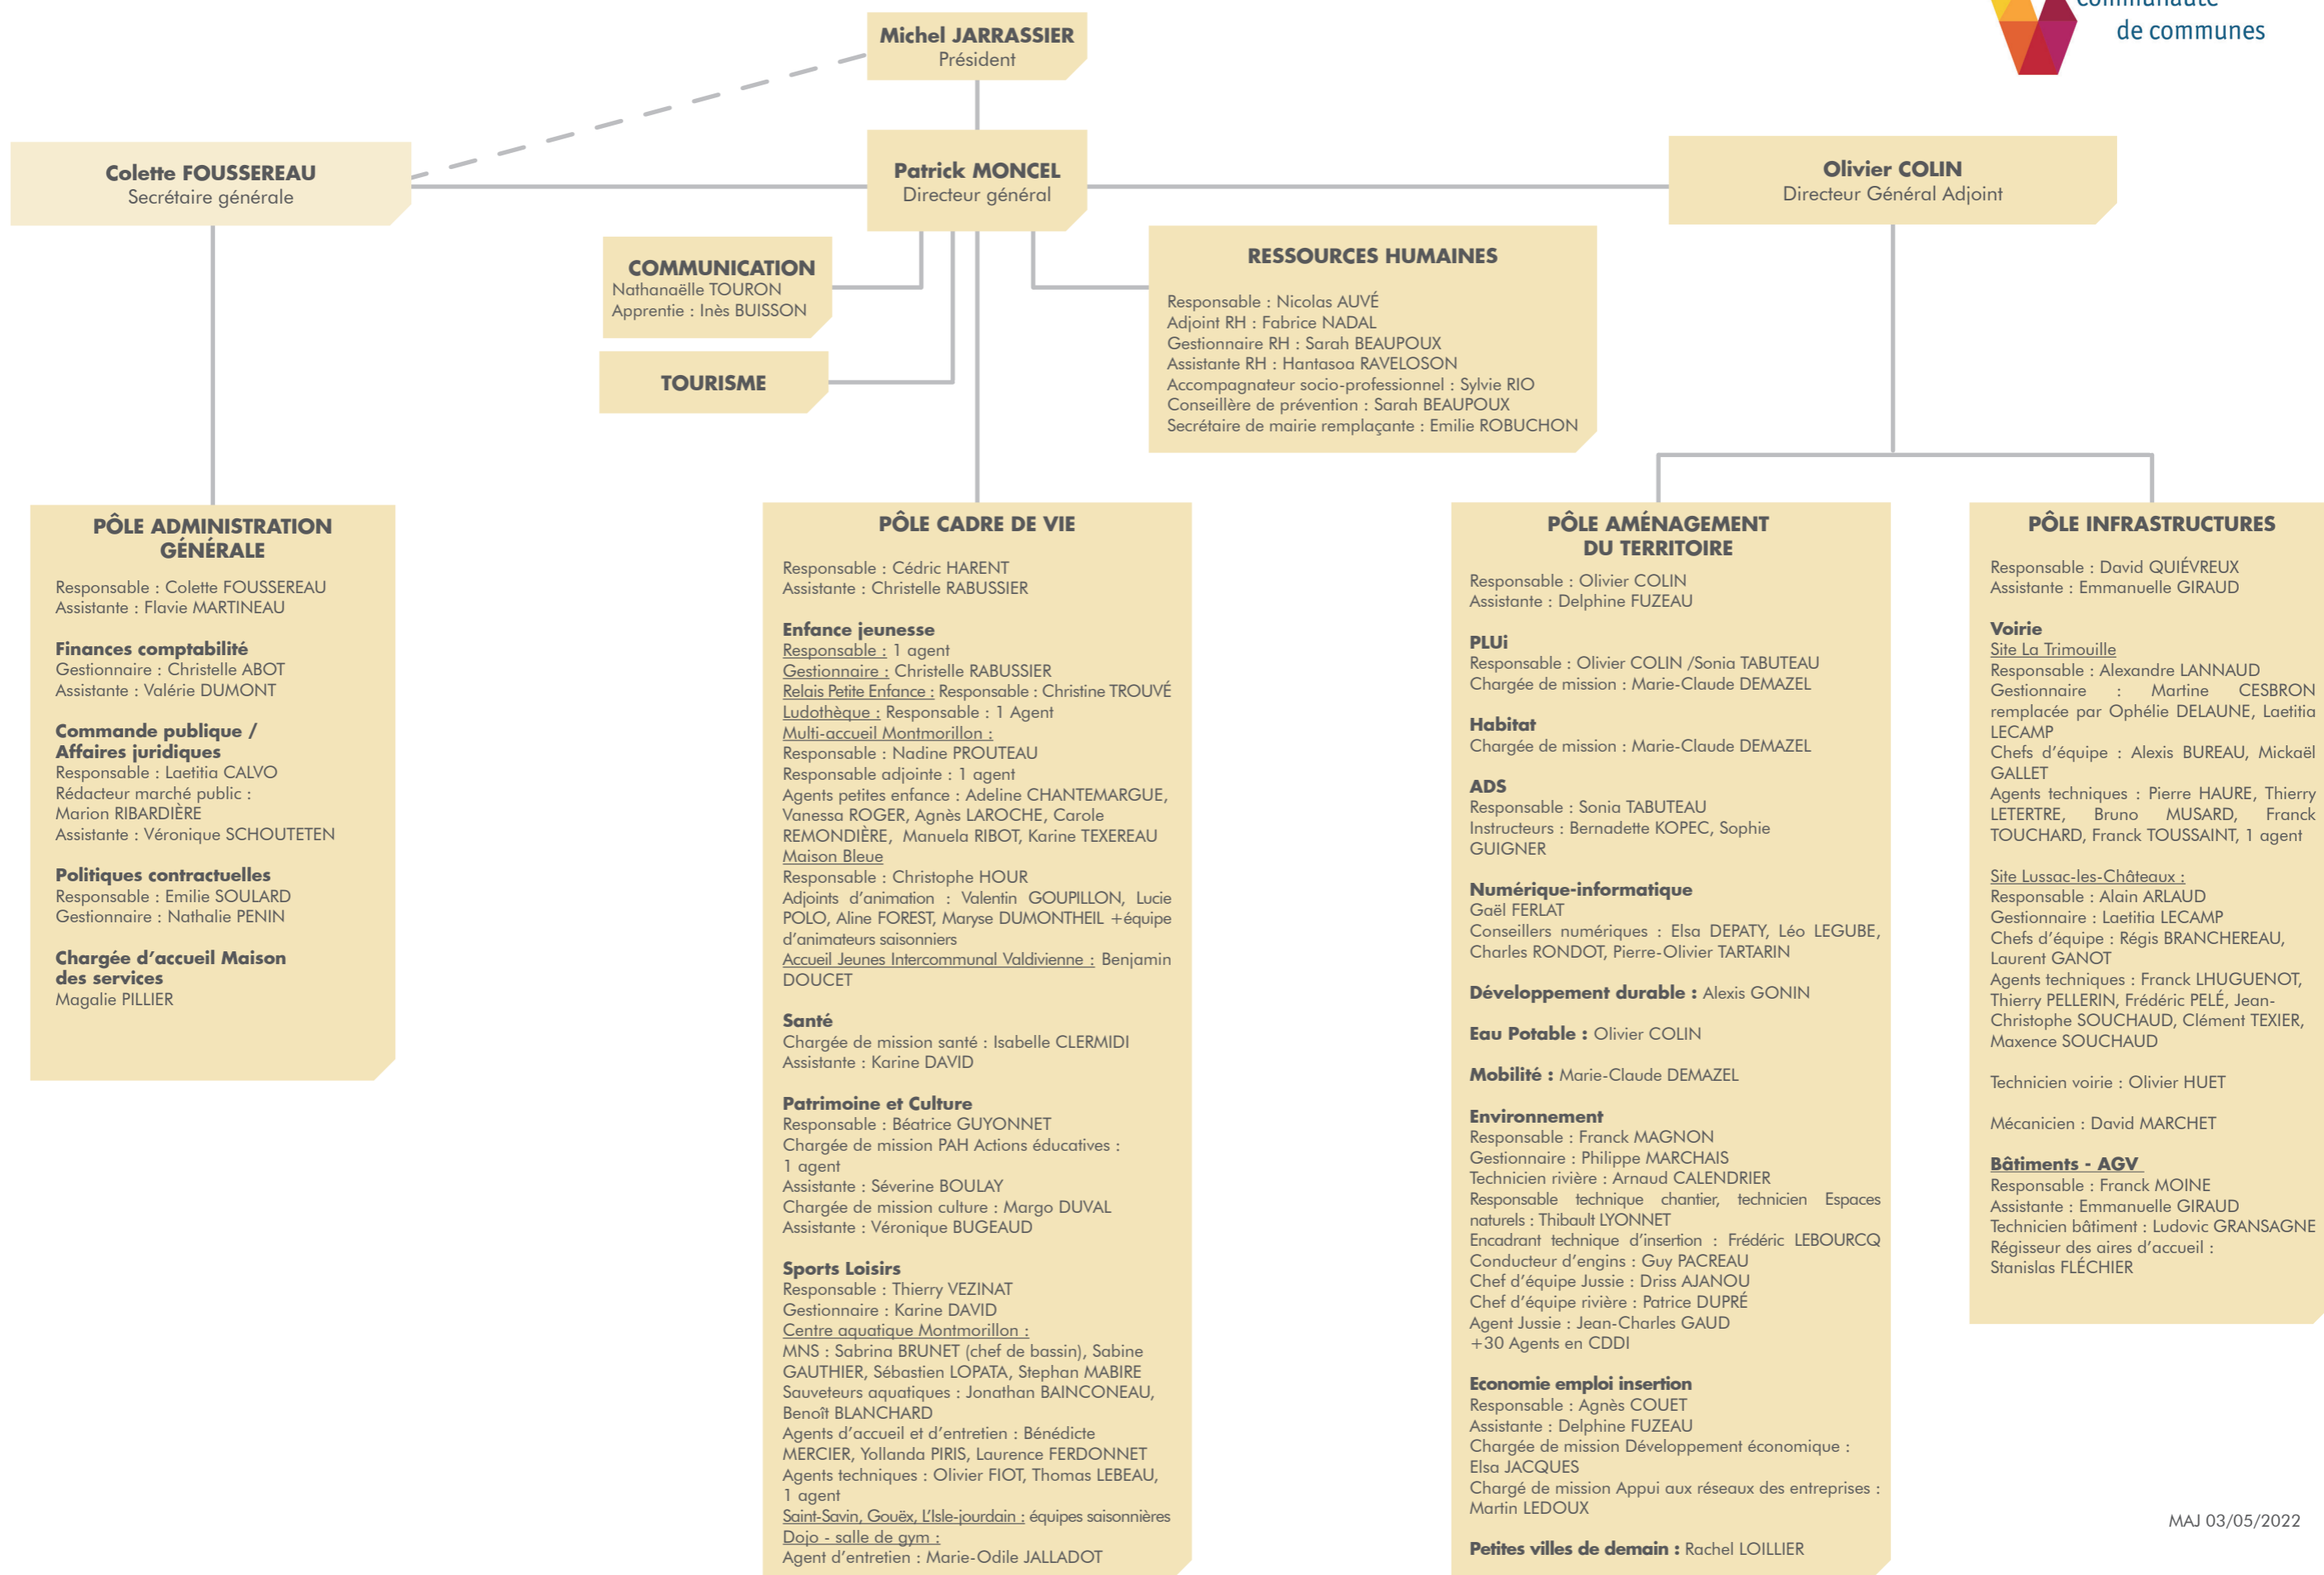 communauté
de communes
Michel JARRASSIER
Président
Colette FOUSSEREAU
Secrétaire générale
Patrick MONCEL
Directeur général
Olivier COLIN
Directeur Général Adjoint
COMMUNICATION
Nathanaëlle TOURON
Apprentie : Inès BUISSON
TOURISME
RESSOURCES HUMAINES
Responsable : Nicolas AUVÉ
Adjoint RH : Fabrice NADAL
Gestionnaire RH : Sarah BEAUPOUX
Assistante RH : Hantasoa RAVELOSON
Accompagnateur socio-professionnel : Sylvie RIO
Conseillère de prévention : Sarah BEAUPOUX
Secrétaire de mairie remplaçante : Emilie ROBUCHON
PÔLE ADMINISTRATION
GÉNÉRALE
Responsable : Colette FOUSSEREAU
Assistante : Flavie MARTINEAU
Finances comptabilité
Gestionnaire : Christelle ABOT
Assistante : Valérie DUMONT
Commande publique /
Affaires juridiques
Responsable : Laetitia CALVO
Rédacteur marché public :
Marion RIBARDIÈRE
Assistante : Véronique SCHOUTETEN
Politiques contractuelles
Responsable : Emilie SOULARD
Gestionnaire : Nathalie PENIN
Chargée d'accueil Maison
des services
Magalie PILLIER
PÔLE CADRE DE VIE
Responsable : Cédric HARENT
Assistante : Christelle RABUSSIER
Enfance jeunesse
Responsable : 1 agent
Gestionnaire : Christelle RABUSSIER
Relais Petite Enfance : Responsable : Christine TROUVÉ
Ludothèque : Responsable : 1 Agent
Multi-accueil Montmorillon :
Responsable : Nadine PROUTEAU
Responsable adjointe : 1 agent
Agents petites enfance : Adeline CHANTEMARGUE,
Vanessa ROGER, Agnès LAROCHE, Carole
REMONDIÈRE, Manuela RIBOT, Karine TEXEREAU
Maison Bleue
Responsable : Christophe HOUR
Adjoints d'animation : Valentin GOUPILLON, Lucie
POLO, Aline FOREST, Maryse DUMONTHEIL +équipe
d'animateurs saisonniers
Accueil Jeunes Intercommunal Valdivienne : Benjamin
DOUCET
Santé
Chargée de mission santé : Isabelle CLERMIDI
Assistante : Karine DAVID
Patrimoine et Culture
Responsable : Béatrice GUYONNET
Chargée de mission PAH Actions éducatives :
1 agent
Assistante : Séverine BOULAY
Chargée de mission culture : Margo DUVAL
Assistante : Véronique BUGEAUD
Sports Loisirs
Responsable : Thierry VEZINAT
Gestionnaire : Karine DAVID
Centre aquatique Montmorillon :
MNS : Sabrina BRUNET (chef de bassin), Sabine
GAUTHIER, Sébastien LOPATA, Stephan MABIRE
Sauveteurs aquatiques : Jonathan BAINCONEAU,
Benoît BLANCHARD
Agents d'accueil et d'entretien : Bénédicte
MERCIER, Yollanda PIRIS, Laurence FERDONNET
Agents techniques : Olivier FIOT, Thomas LEBEAU,
1 agent
Saint-Savin, Gouëx, L'Isle-jourdain : équipes saisonnières
Dojo - salle de gym :
Agent d'entretien : Marie-Odile JALLADOT
PÔLE AMÉNAGEMENT
DU TERRITOIRE
Responsable : Olivier COLIN
Assistante : Delphine FUZEAU
PLUi
Responsable : Olivier COLIN /Sonia TABUTEAU
Chargée de mission : Marie-Claude DEMAZEL
Habitat
Chargée de mission : Marie-Claude DEMAZEL
ADS
Responsable : Sonia TABUTEAU
Instructeurs : Bernadette KOPEC, Sophie
GUIGNER
Numérique-informatique
Gaël FERLAT
Conseillers numériques : Elsa DEPATY, Léo LEGUBE,
Charles RONDOT, Pierre-Olivier TARTARIN
Développement durable : Alexis GONIN
Eau Potable : Olivier COLIN
Mobilité : Marie-Claude DEMAZEL
Environnement
Responsable : Franck MAGNON
Gestionnaire : Philippe MARCHAIS
Technicien rivière : Arnaud CALENDRIER
Responsable technique chantier, technicien Espaces
naturels : Thibault LYONNET
Encadrant technique d'insertion : Frédéric LEBOURCQ
Conducteur d'engins : Guy PACREAU
Chef d'équipe Jussie : Driss AJANOU
Chef d'équipe rivière : Patrice DUPRÉ
Agent Jussie : Jean-Charles GAUD
+30 Agents en CDDI
Economie emploi insertion
Responsable : Agnès COUET
Assistante : Delphine FUZEAU
Chargée de mission Développement économique :
Elsa JACQUES
Chargé de mission Appui aux réseaux des entreprises :
Martin LEDOUX
Petites villes de demain : Rachel LOILLIER
PÔLE INFRASTRUCTURES
Responsable : David QUIÉVREUX
Assistante : Emmanuelle GIRAUD
Voirie
Site La Trimouille
Responsable : Alexandre LANNAUD
Gestionnaire : Martine CESBRON
remplacée par Ophélie DELAUNE, Laetitia
LECAMP
Chefs d'équipe : Alexis BUREAU, Mickaël
GALLET
Agents techniques : Pierre HAURE, Thierry
LETERTRE, Bruno MUSARD, Franck
TOUCHARD, Franck TOUSSAINT, 1 agent
Site Lussac-les-Châteaux :
Responsable : Alain ARLAUD
Gestionnaire : Laetitia LECAMP
Chefs d'équipe : Régis BRANCHEREAU,
Laurent GANOT
Agents techniques : Franck LHUGUENOT,
Thierry PELLERIN, Frédéric PELÉ, Jean-
Christophe SOUCHAUD, Clément TEXIER,
Maxence SOUCHAUD
Technicien voirie : Olivier HUET
Mécanicien : David MARCHET
Bâtiments - AGV
Responsable : Franck MOINE
Assistante : Emmanuelle GIRAUD
Technicien bâtiment : Ludovic GRANSAGNE
Régisseur des aires d'accueil :
Stanislas FLÉCHIER
MAJ 03/05/2022